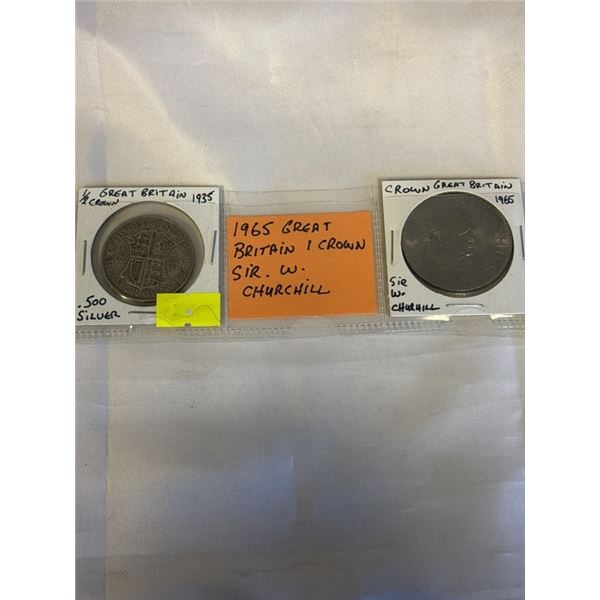 1/2 GREAT BRITAIN 1935
CROWN
.500
SILVER
1965 GREAT
BRITAIN 1 CROWN
SIR. W.
CHURCHILL
CROWN GREAT BRITAIN
1965
SIR
W.
CHURHILL